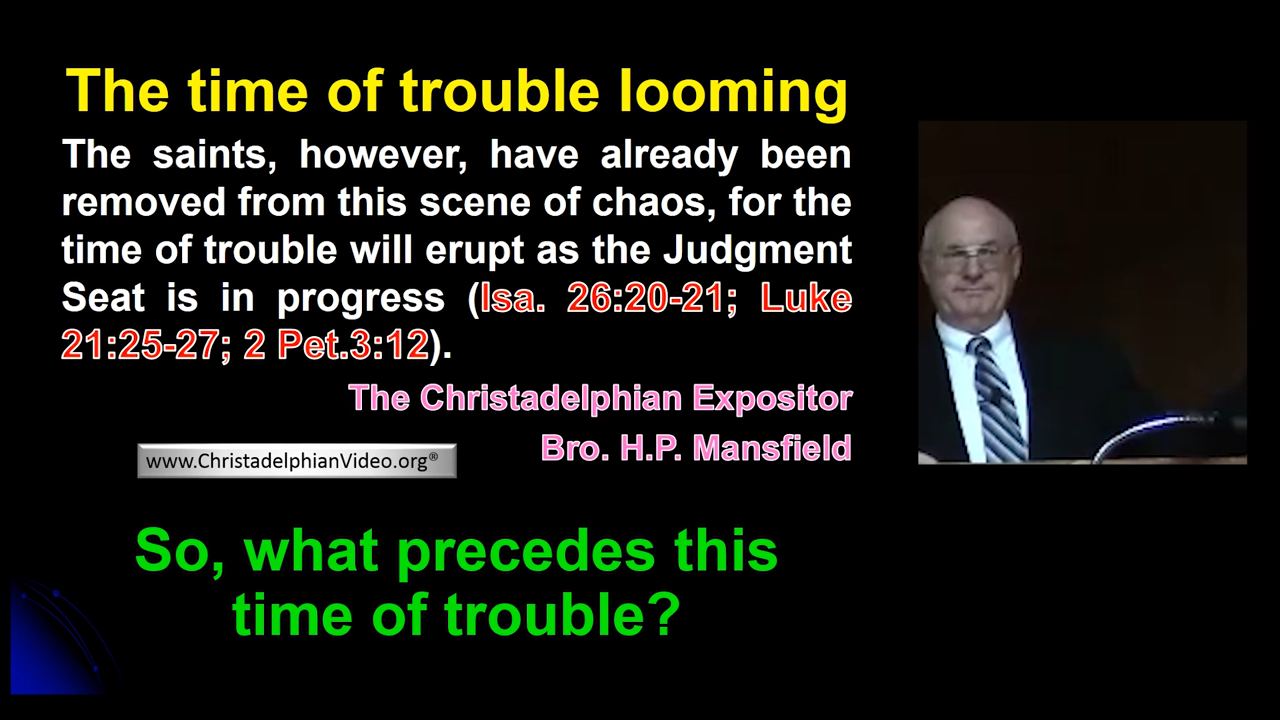 The time of trouble looming
The saints, however, have already been
removed from this scene of chaos, for the
time of trouble will erupt as the Judgment
Seat is in progress (Isa. 26:20-21; Luke
21:25-27; 2 Pet.3:12).
The Christadelphian Expositor
Bro. H.P. Mansfield
www.ChristadelphianVideo.org®
So, what precedes this
time of trouble?